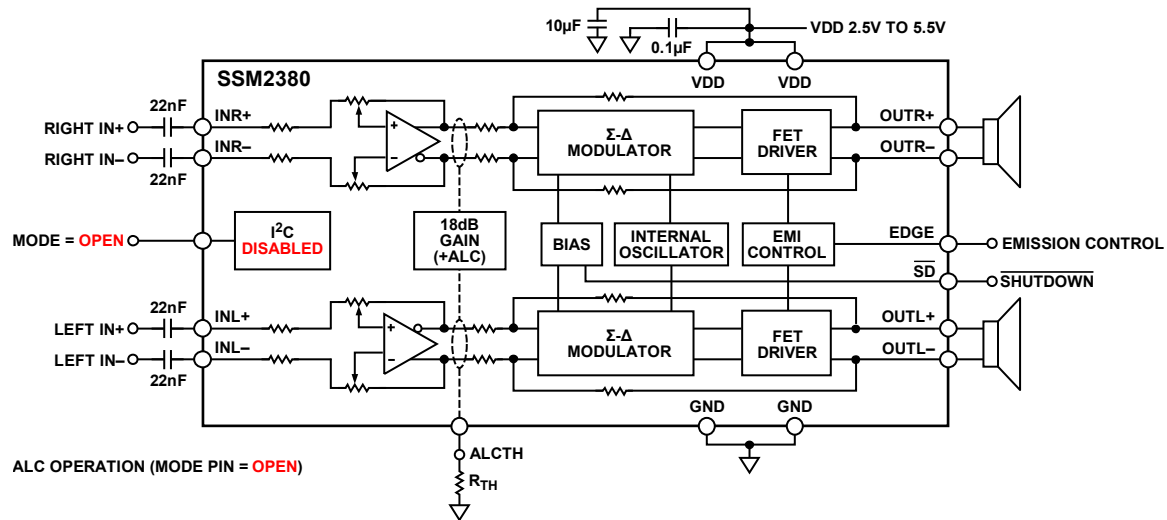 10µF
0.1µF
VDD 2.5V TO 5.5V
SSM2380
VDD
VDD
22nF
INR+
RIGHT IN+
RIGHT IN–
INR–
22nF
Σ-Δ
MODULATOR
FET
DRIVER
OUTR+
OUTR–
MODE = OPEN
I²C
DISABLED
18dB
GAIN
(+ALC)
BIAS
INTERNAL
OSCILLATOR
EMI
CONTROL
EDGE
EMISSION CONTROL
SD
SHUTDOWN
22nF
INL+
LEFT IN+
LEFT IN–
INL–
22nF
Σ-Δ
MODULATOR
FET
DRIVER
OUTL+
OUTL–
GND
GND
ALCTH
ALC OPERATION (MODE PIN = OPEN)
RTH
+
–
+
–